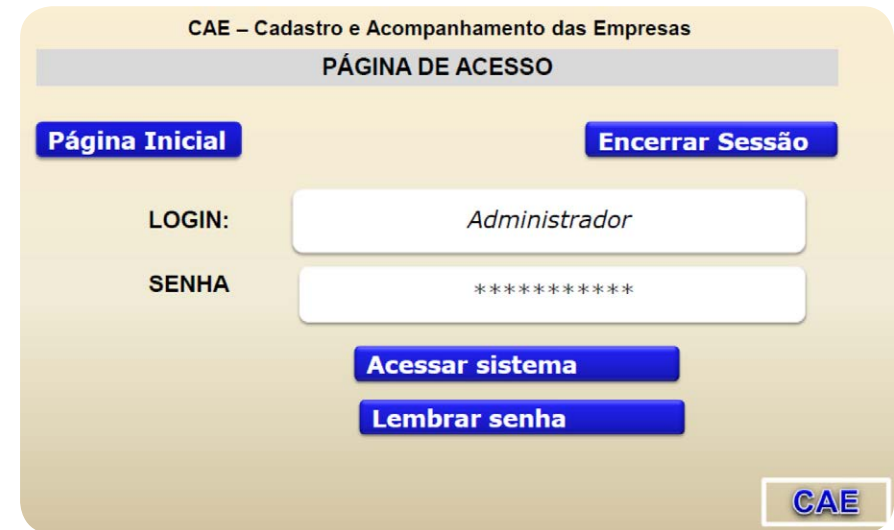 CAE – Cadastro e Acompanhamento das Empresas
PÁGINA DE ACESSO
Página Inicial
Encerrar Sessão
LOGIN:
Administrador
SENHA
***********
Acessar sistema
Lembrar senha
CAE